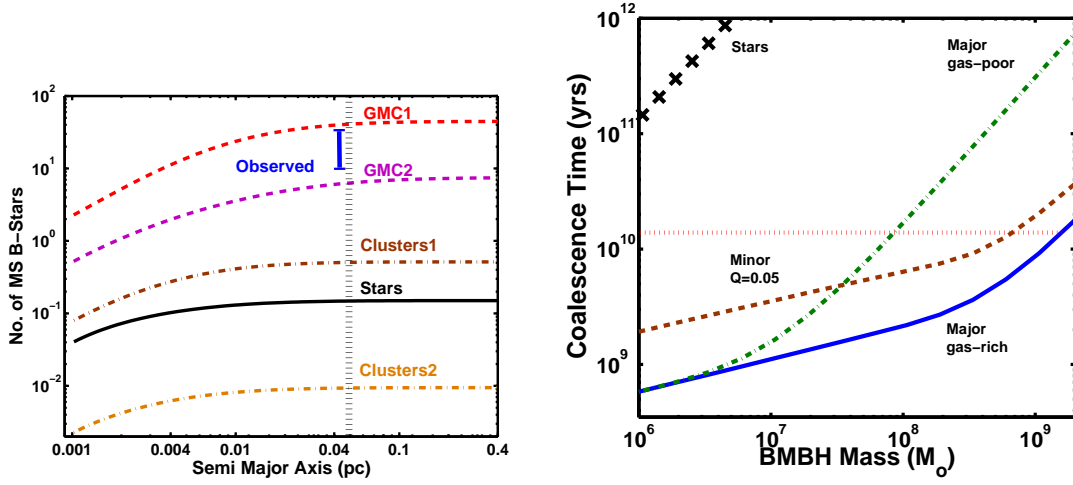 No. of MS B-Stars
10^2
10^1
10^0
10^-1
10^-2
GMC1
Observed
GMC2
Clusters1
Stars
Clusters2
0.001
0.004
0.01
0.04
0.1
0.4
Semi Major Axis (pc)
Coalescence Time (yrs)
10^12
10^11
10^10
10^9
Stars
Major
gas-poor
Minor
Q=0.05
Major
gas-rich
10^6
10^7
10^8
10^9
BMBH Mass (M_o)